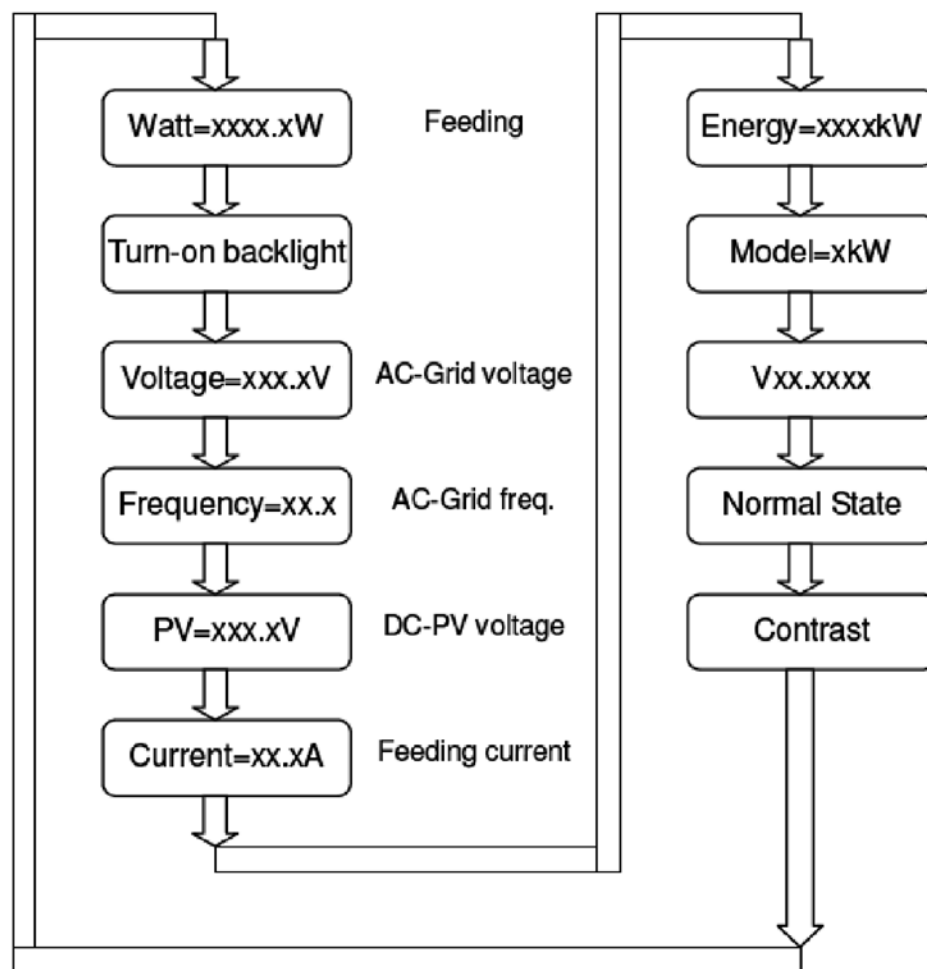 Watt=xxxx.xW
Feeding
Turn-on backlight
Voltage=xxx.xV
AC-Grid voltage
Frequency=xx.x
AC-Grid freq.
PV=xxx.xV
DC-PV voltage
Current=xx.xA
Feeding current
Energy=xxxxkW
Model=xkW
Vxx.xxxx
Normal State
Contrast